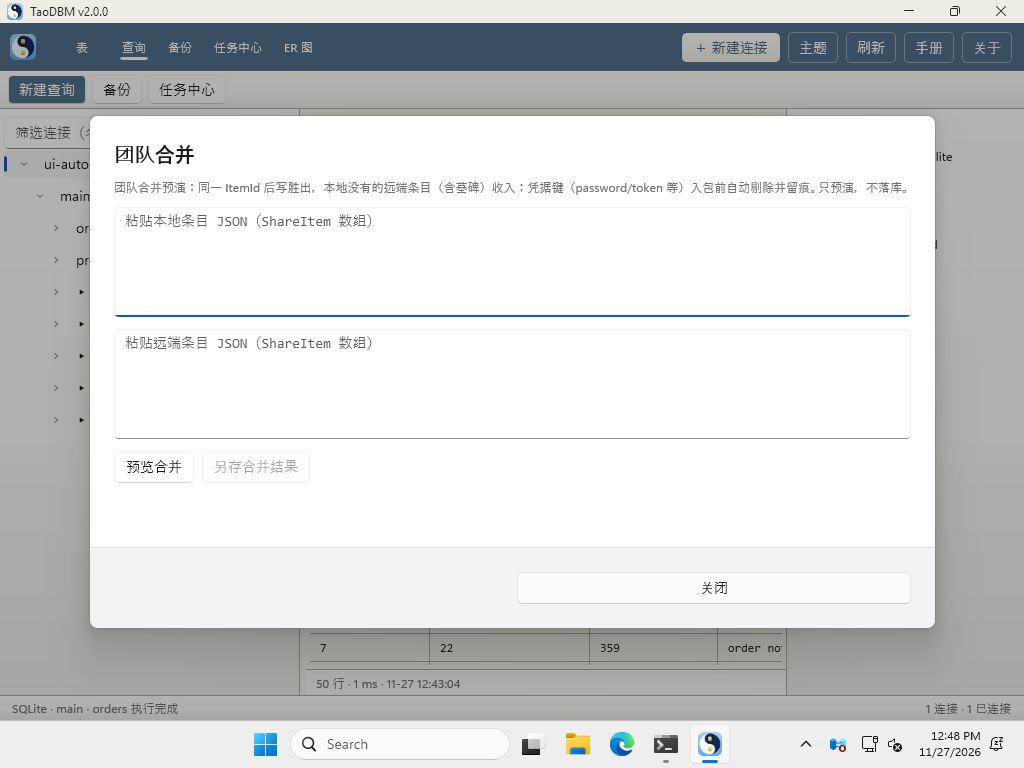 TaoDBM v2.0.0
表
查询
备份
任务中心
ER 图
+ 新建连接
主题
刷新
手册
关于
新建查询
备份
任务中心
筛选连接
ui-auto
lite
main
团队合并
团队合并预演：同一 ItemId 后写胜出，本地没有的远端条目（含墓碑）收入；凭据键（password/token 等）入包前自动剔除并留痕。只预演，不落库。
粘贴本地条目 JSON（ShareItem 数组）
粘贴远端条目 JSON（ShareItem 数组）
预览合并
另存合并结果
关闭
7
22
359
order no
50 行 · 1 ms · 11-27 12:43:04
SQLite · main · orders 执行完成
1 连接 · 1 已连接
Search
12:48 PM
11/27/2026